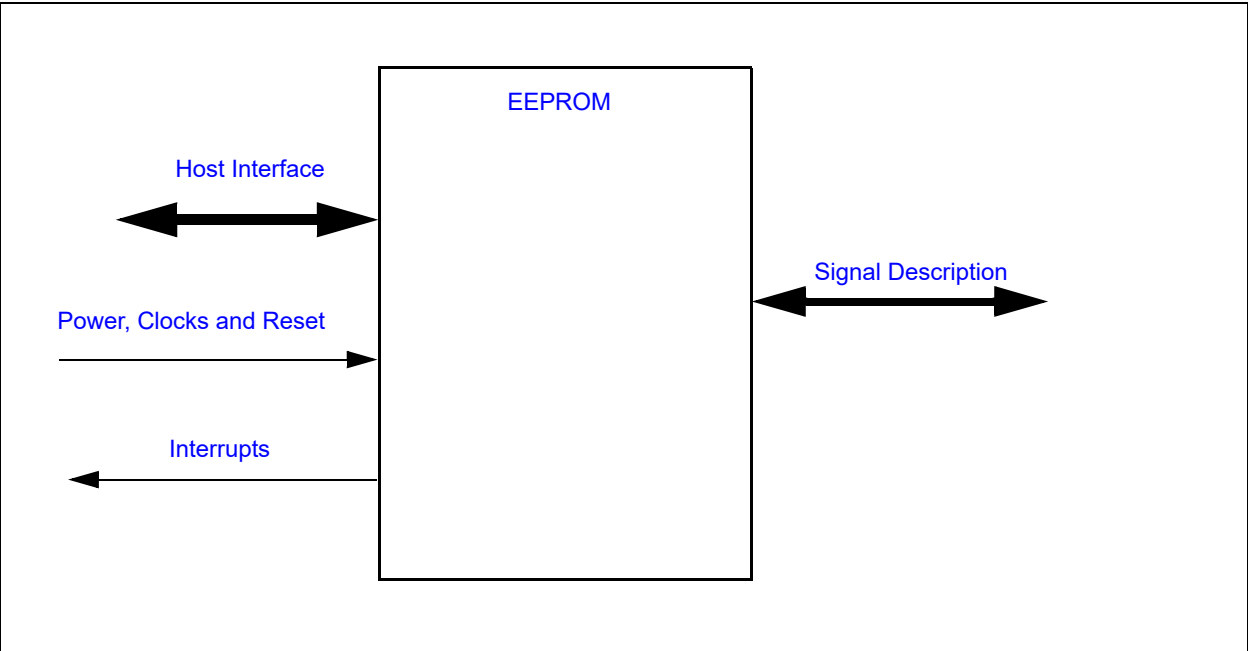 EEPROM
Host Interface
Signal Description
Power, Clocks and Reset
Interrupts